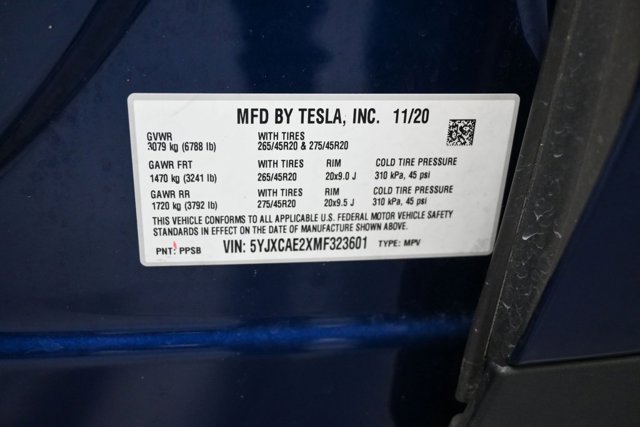 MFD BY TESLA, INC. 11/20
GVWR WITH TIRES
3079 kg (6788 lb) 265/45R20 & 275/45R20
GAWR FRT WITH TIRES RIM COLD TIRE PRESSURE
1470 kg (3241 lb) 265/45R20 20x9.0 J 310 kPa, 45 psi
GAWR RR WITH TIRES RIM COLD TIRE PRESSURE
1720 kg (3792 lb) 275/45R20 20x9.5 J 310 kPa, 45 psi
THIS VEHICLE CONFORMS TO ALL APPLICABLE U.S. FEDERAL MOTOR VEHICLE SAFETY
STANDARDS IN EFFECT ON THE DATE OF MANUFACTURE SHOWN ABOVE.
PNT: PPSB VIN: 5YJXCAE2XMF323601 TYPE: MPV